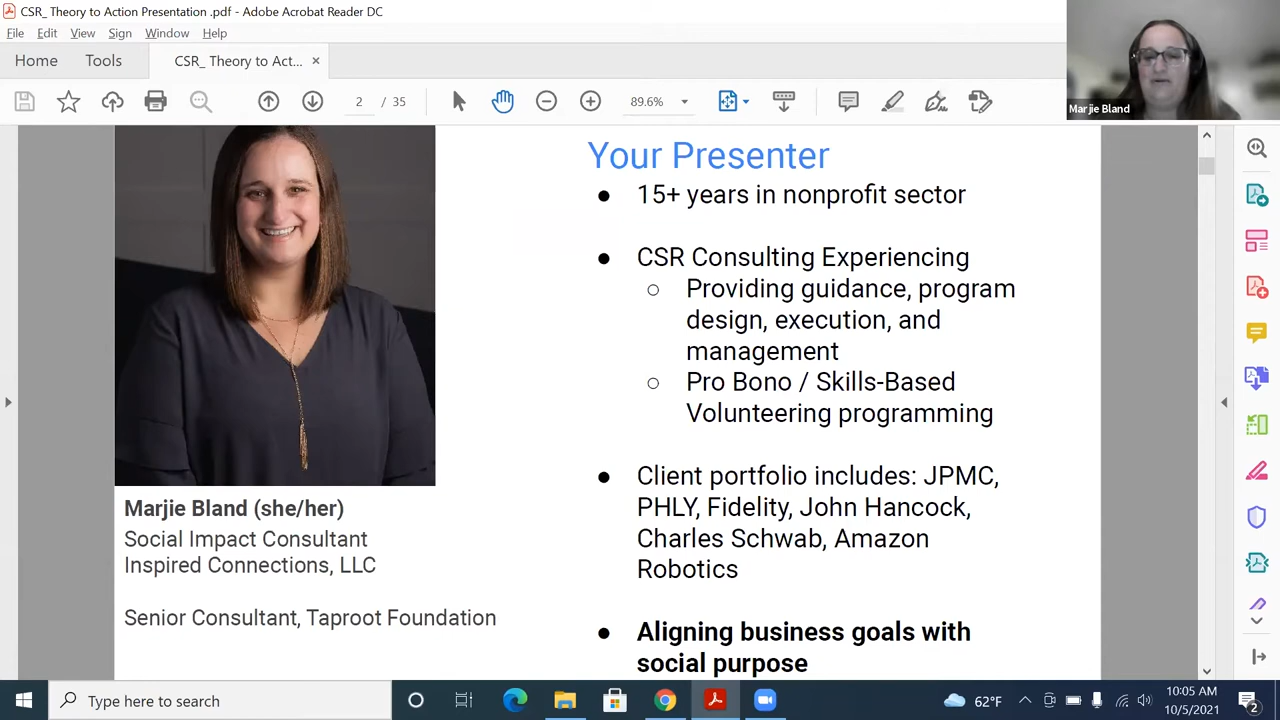 CSR_ Theory to Action Presentation .pdf - Adobe Acrobat Reader DC
File Edit View Sign Window Help
Home Tools CSR_ Theory to Act... ×
2 / 35 89.6%
Marjie Bland
Your Presenter
● 15+ years in nonprofit sector
● CSR Consulting Experiencing
○ Providing guidance, program
design, execution, and
management
○ Pro Bono / Skills-Based
Volunteering programming
● Client portfolio includes: JPMC,
PHLY, Fidelity, John Hancock,
Charles Schwab, Amazon
Robotics
● Aligning business goals with
social purpose
Marjie Bland (she/her)
Social Impact Consultant
Inspired Connections, LLC
Senior Consultant, Taproot Foundation
Type here to search
62°F
10:05 AM
10/5/2021
2